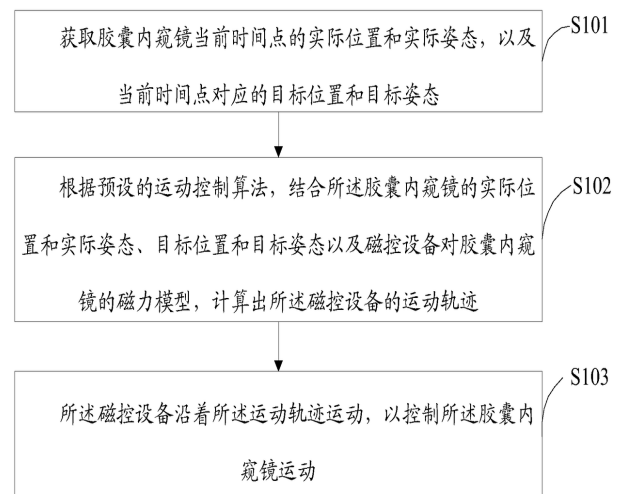 获取胶囊内窥镜当前时间点的实际位置和实际姿态，以及
当前时间点对应的目标位置和目标姿态
S101
根据预设的运动控制算法，结合所述胶囊内窥镜的实际位
置和实际姿态、目标位置和目标姿态以及磁控设备对胶囊内窥
镜的磁力模型，计算出所述磁控设备的运动轨迹
S102
所述磁控设备沿着所述运动轨迹运动，以控制所述胶囊内
窥镜运动
S103